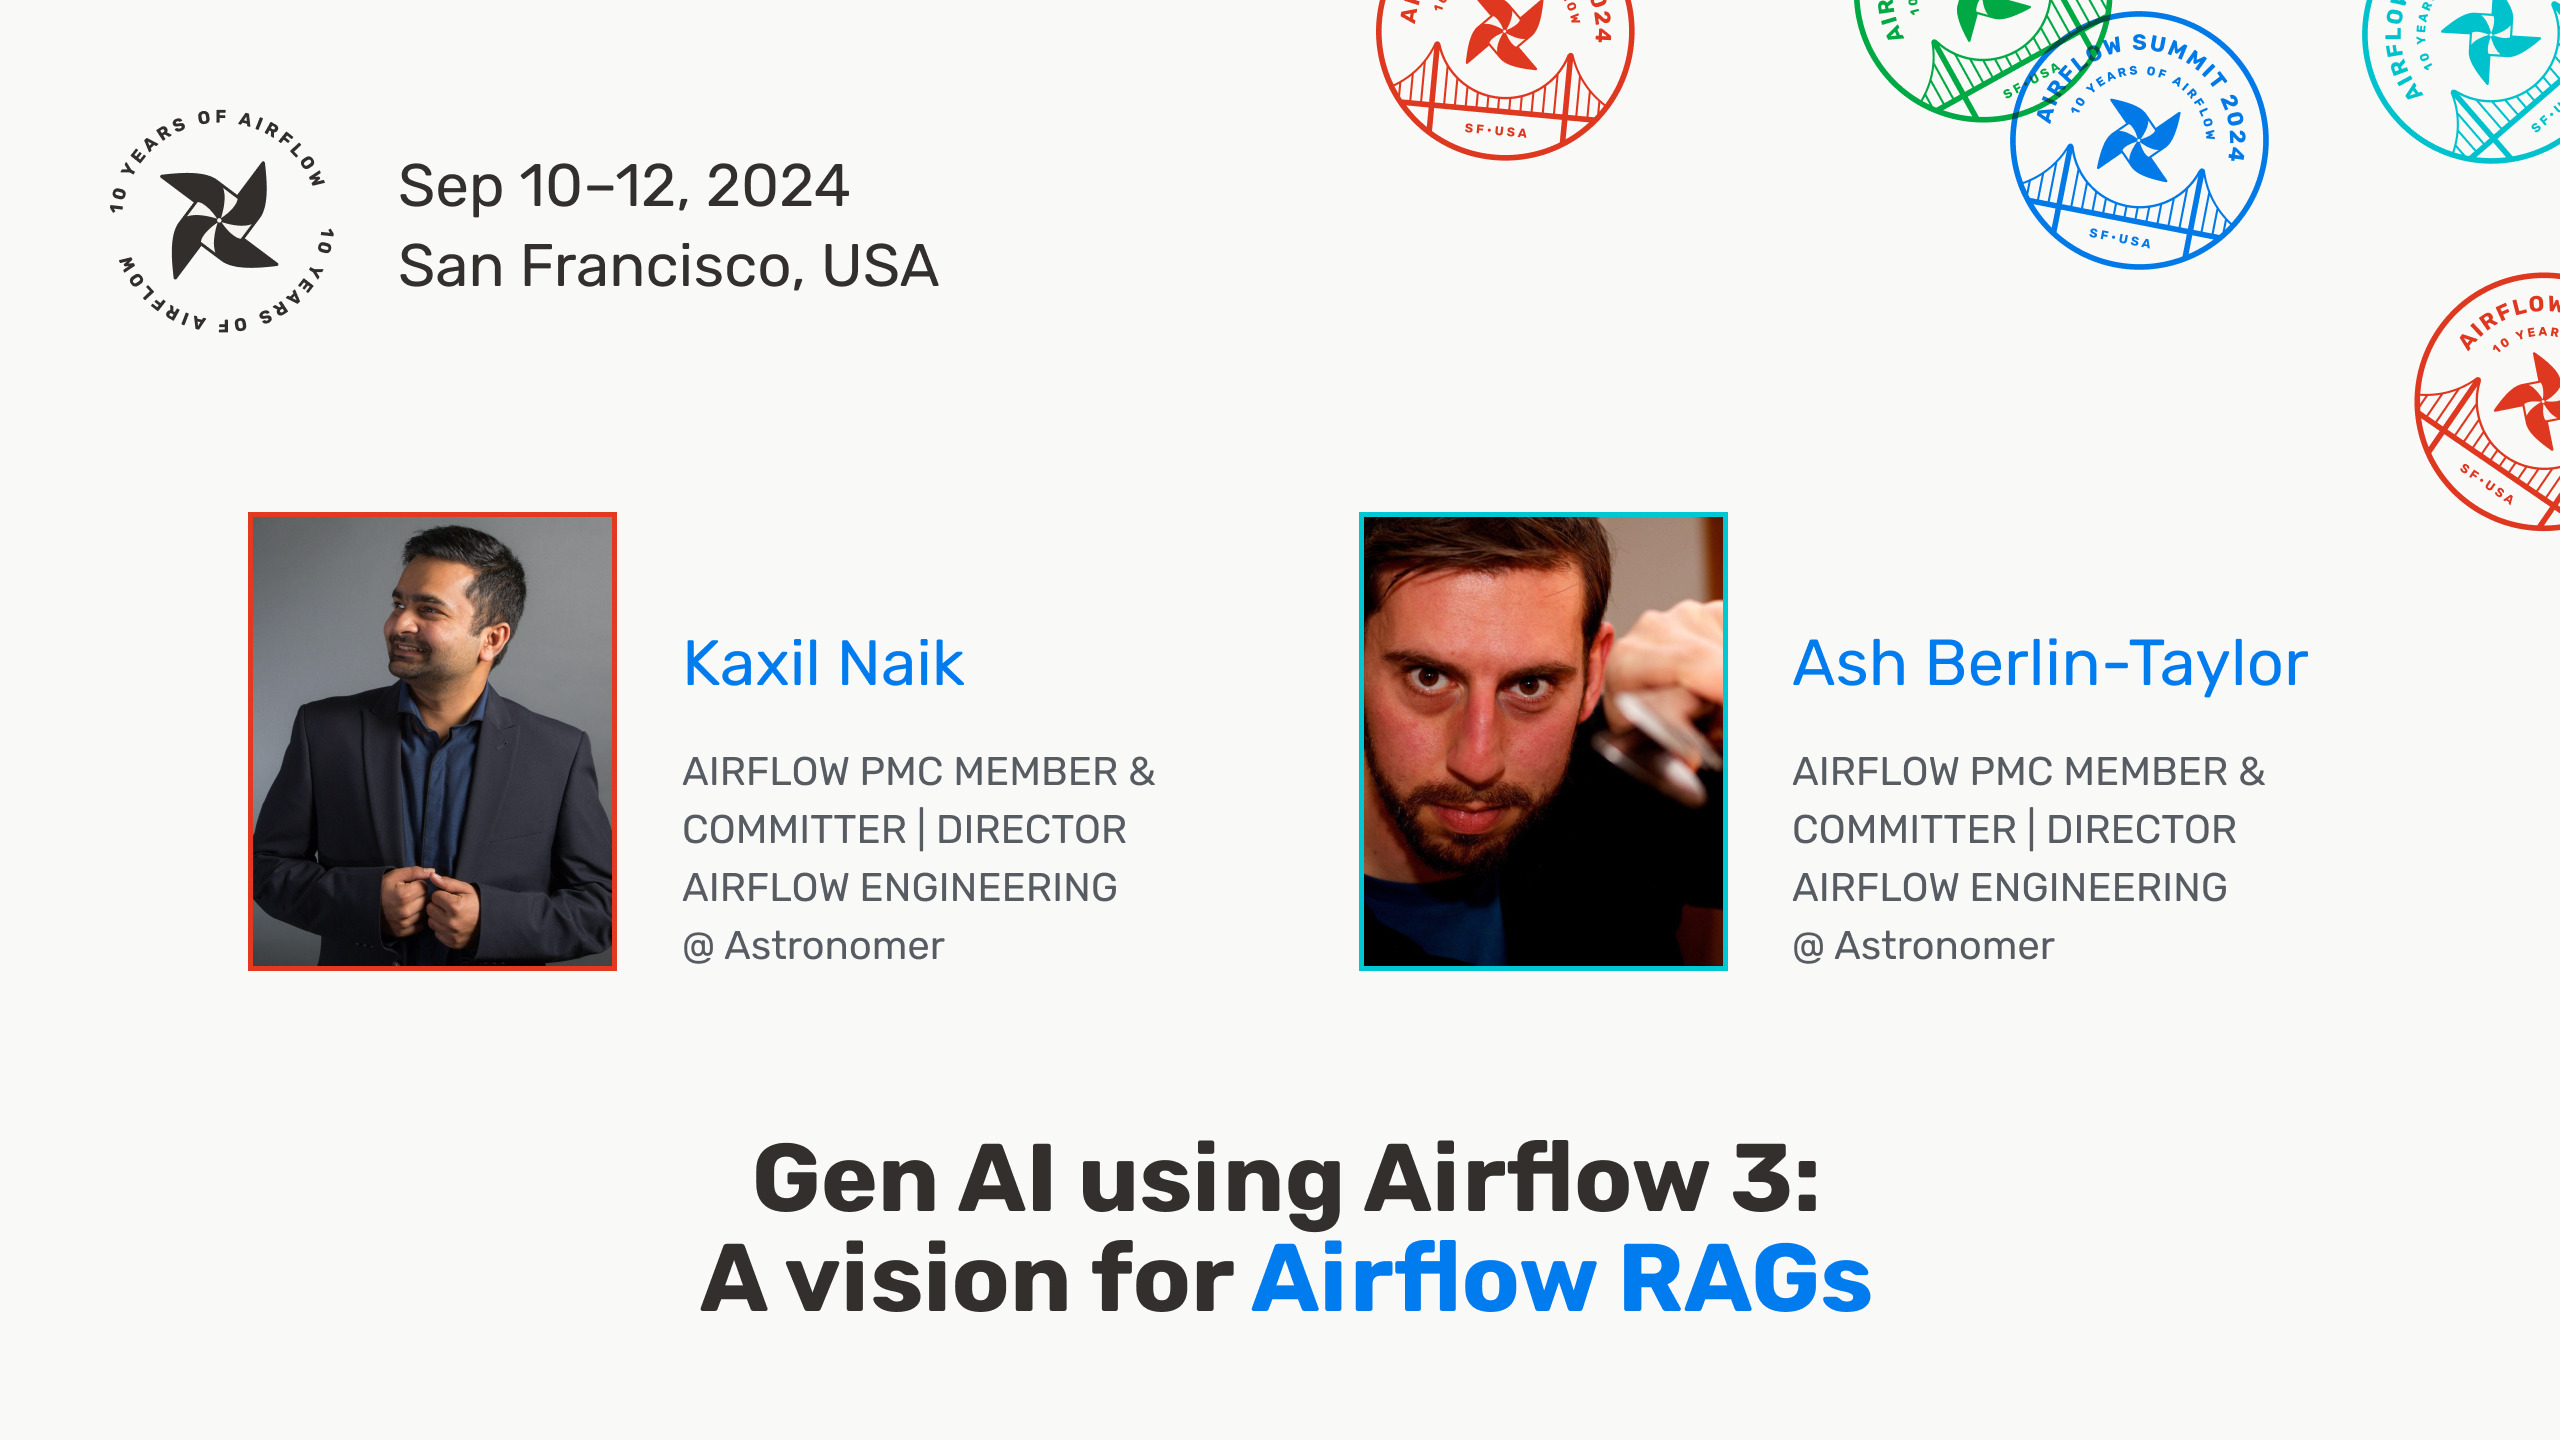 10 YEARS OF AIRFLOW
10 YEARS OF AIRFLOW
Sep 10–12, 2024
San Francisco, USA
SF·USA
SF·USA
AIRFLOW SUMMIT 2024
10 YEARS OF AIRFLOW
SF·USA
AIRFLOW
SF·USA
Kaxil Naik
AIRFLOW PMC MEMBER &
COMMITTER | DIRECTOR
AIRFLOW ENGINEERING
@ Astronomer
Ash Berlin-Taylor
AIRFLOW PMC MEMBER &
COMMITTER | DIRECTOR
AIRFLOW ENGINEERING
@ Astronomer
Gen AI using Airflow 3:
A vision for Airflow RAGs